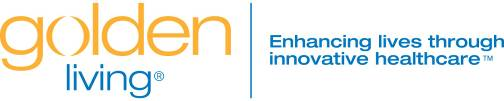 golden
living®
Enhancing lives through
innovative healthcare™